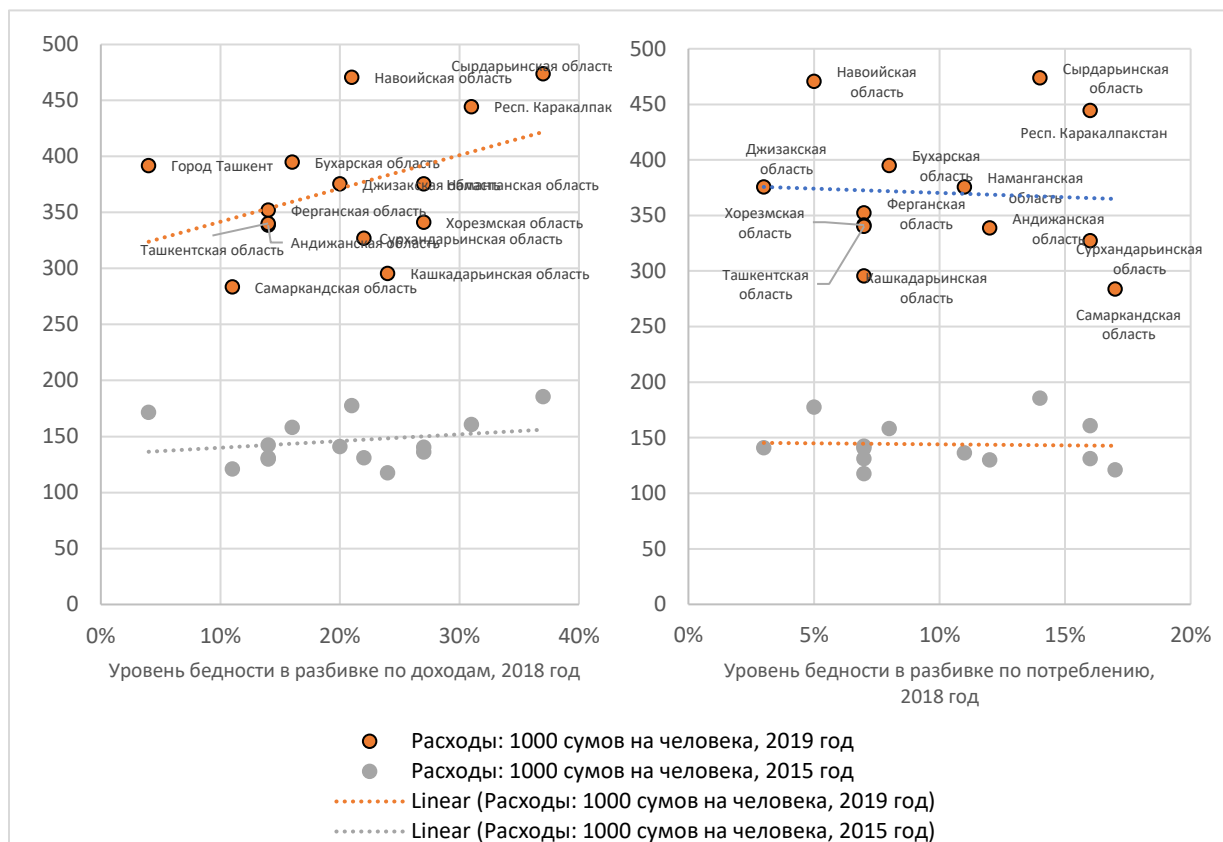 500
450
400
350
300
250
200
150
100
50
0
0%
10%
20%
30%
40%
Сырдарьинская область
Навоийская область
Респ. Каракалпак
Город Ташкент
Бухарская область
Джизакская область
Наманганская область
Ферганская область
Хорезмская область
Ташкентская область
Андижанская область
Сурхандарьинская область
Кашкадарьинская область
Самаркандская область
Уровень бедности в разбивке по доходам, 2018 год
500
450
400
350
300
250
200
150
100
50
0
0%
5%
10%
15%
20%
Навоийская
область
Сырдарьинская
область
Респ. Каракалпакстан
Джизакская
область
Бухарская
область
Наманганская
область
Хорезмская
область
Ферганская
область
Андижанская
область
Сурхандарьинская
область
Ташкентская
область
Кашкадарьинская
область
Самаркандская
область
Уровень бедности в разбивке по потреблению,
2018 год
Расходы: 1000 сумов на человека, 2019 год
Расходы: 1000 сумов на человека, 2015 год
Linear (Расходы: 1000 сумов на человека, 2019 год)
Linear (Расходы: 1000 сумов на человека, 2015 год)